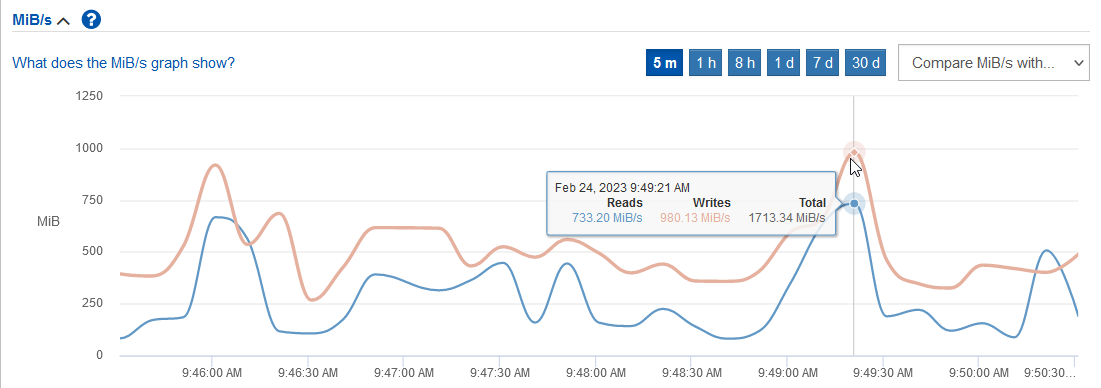 MiB/s ?
What does the MiB/s graph show?
5 m 1 h 8 h 1 d 7 d 30 d Compare MiB/s with...
1250
1000
750
500
250
0
MiB
Feb 24, 2023 9:49:21 AM
Reads Writes Total
733.20 MiB/s 980.13 MiB/s 1713.34 MiB/s
9:46:00 AM 9:46:30 AM 9:47:00 AM 9:47:30 AM 9:48:00 AM 9:48:30 AM 9:49:00 AM 9:49:30 AM 9:50:00 AM 9:50:30...